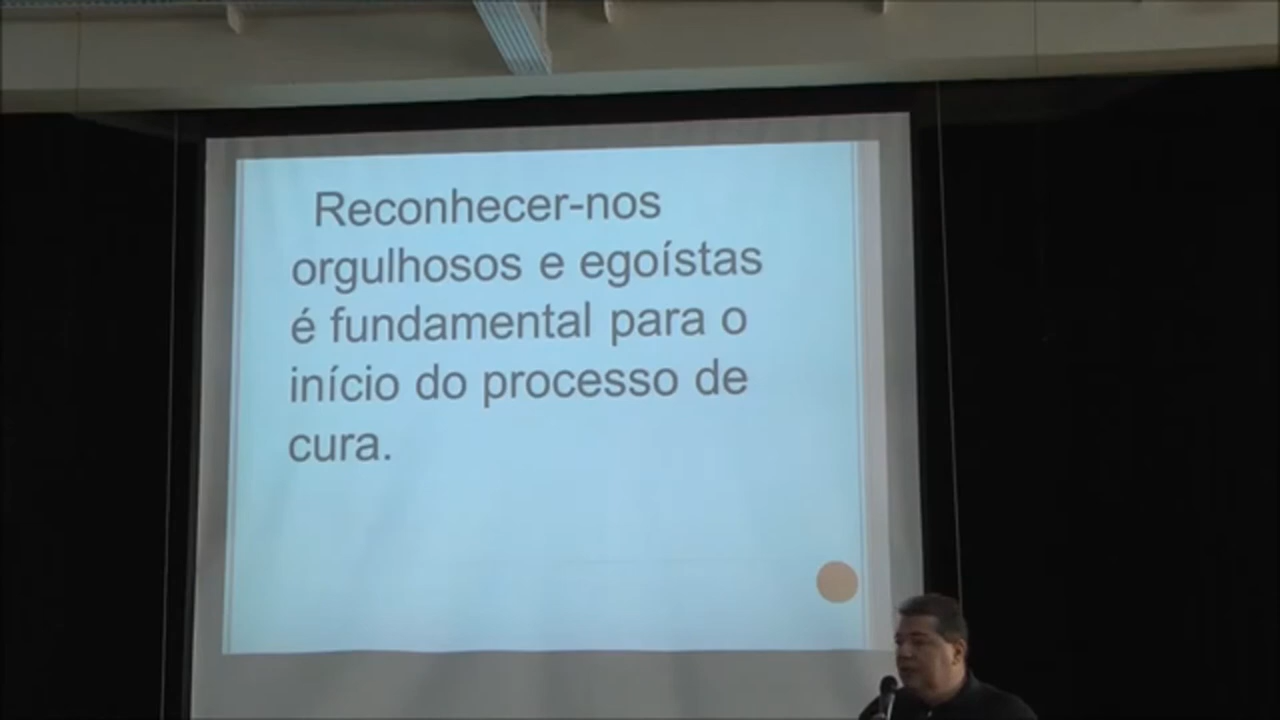 Reconhecer-nos
orgulhosos e egoístas
é fundamental para o
início do processo de
cura.